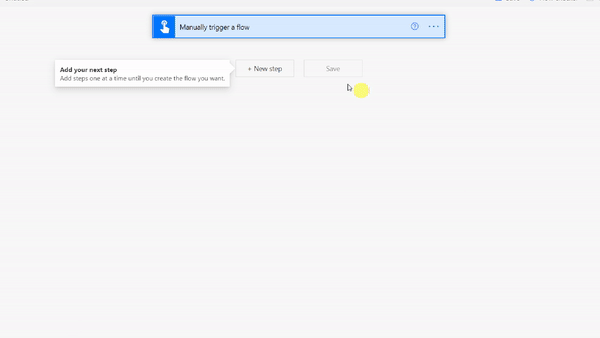 Manually trigger a flow
Add your next step
Add steps one at a time until you create the flow you want.
+ New step
Save